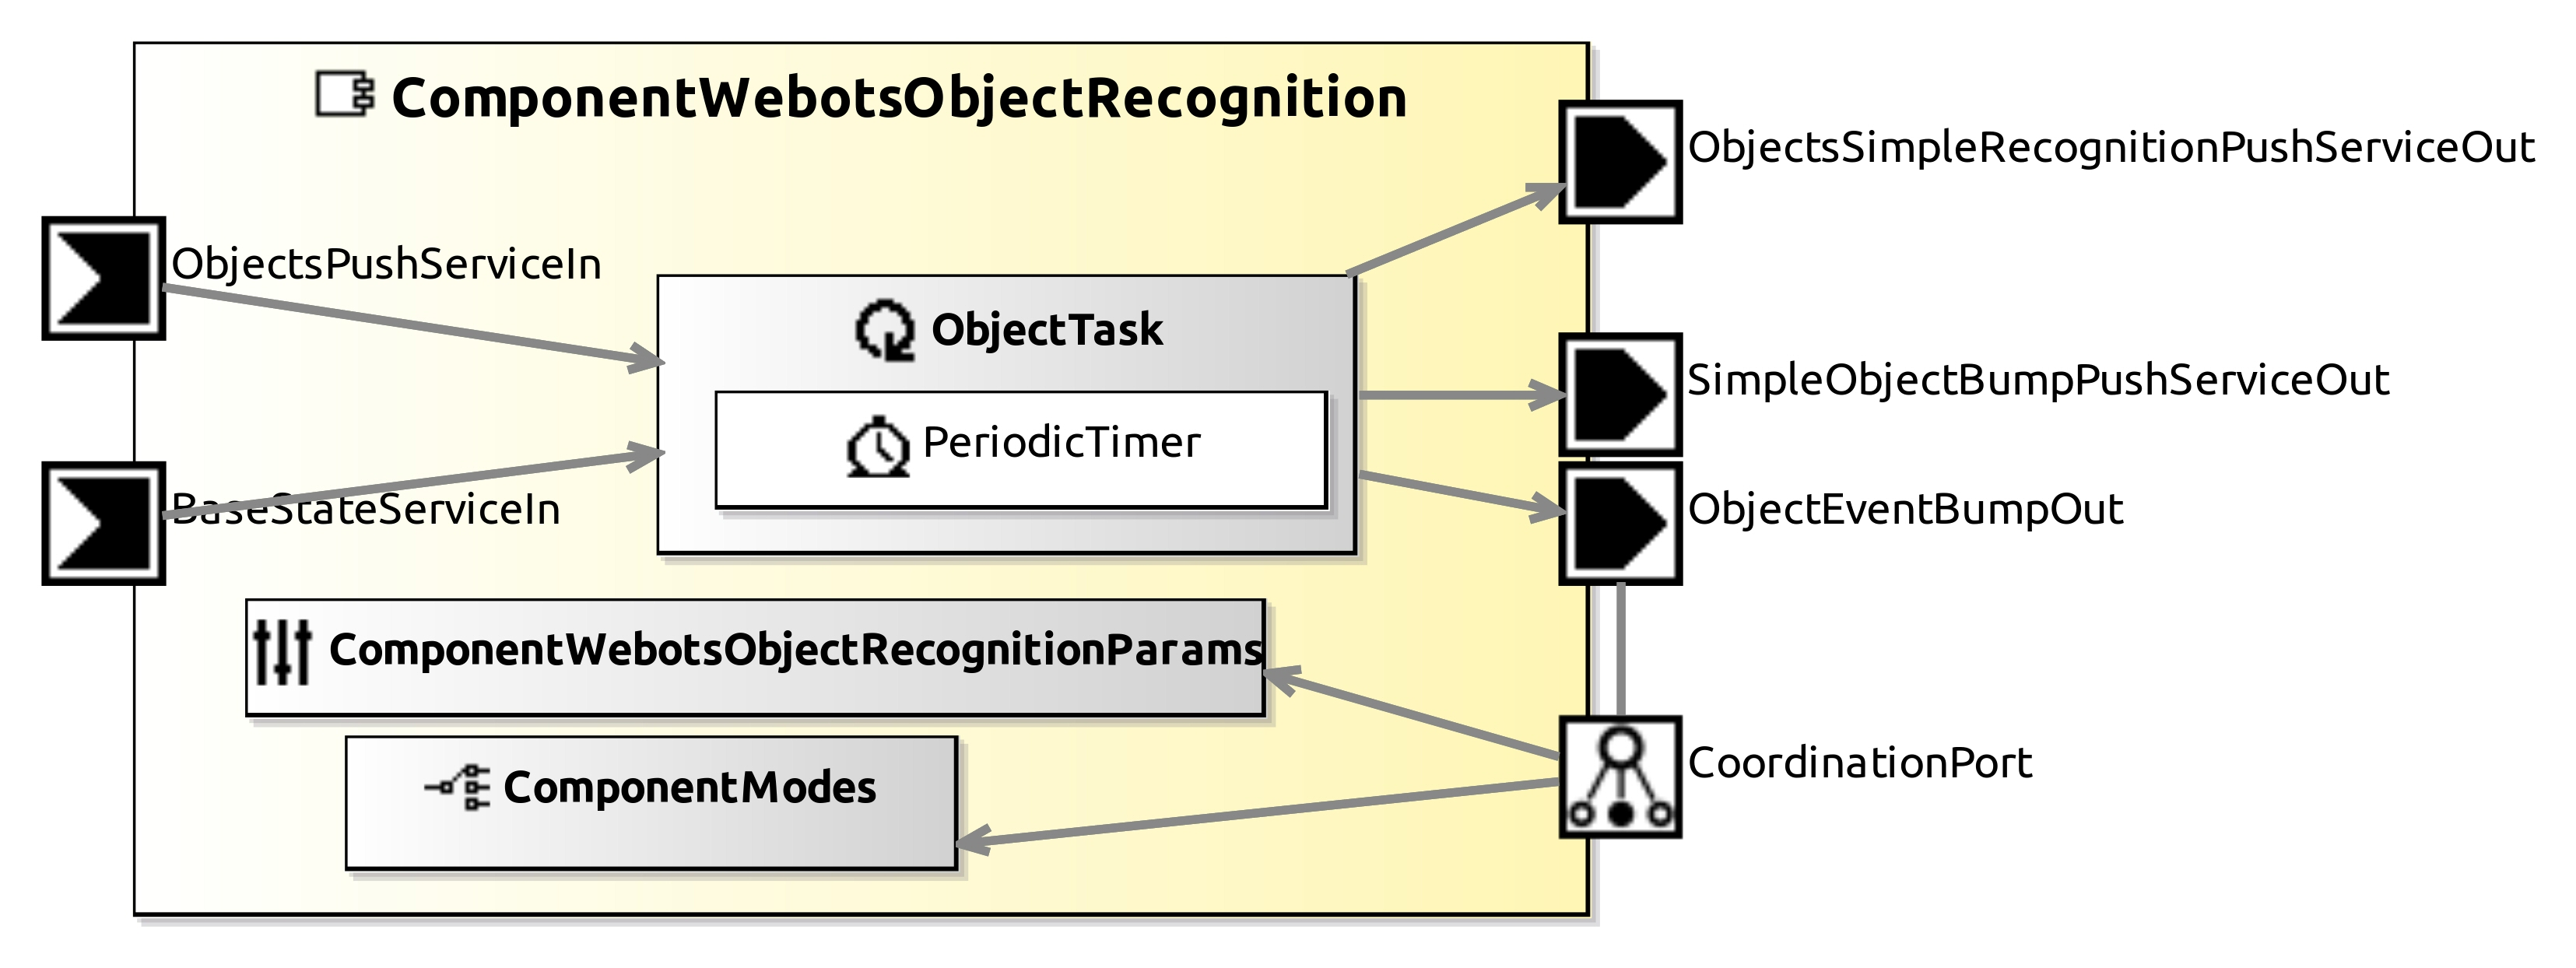 ComponentWebotsObjectRecognition
ObjectsSimpleRecognitionPushServiceOut
ObjectsPushServiceIn
ObjectTask
SimpleObjectBumpPushServiceOut
PeriodicTimer
BaseStateServiceIn
ObjectEventBumpOut
ComponentWebotsObjectRecognitionParams
CoordinationPort
ComponentModes